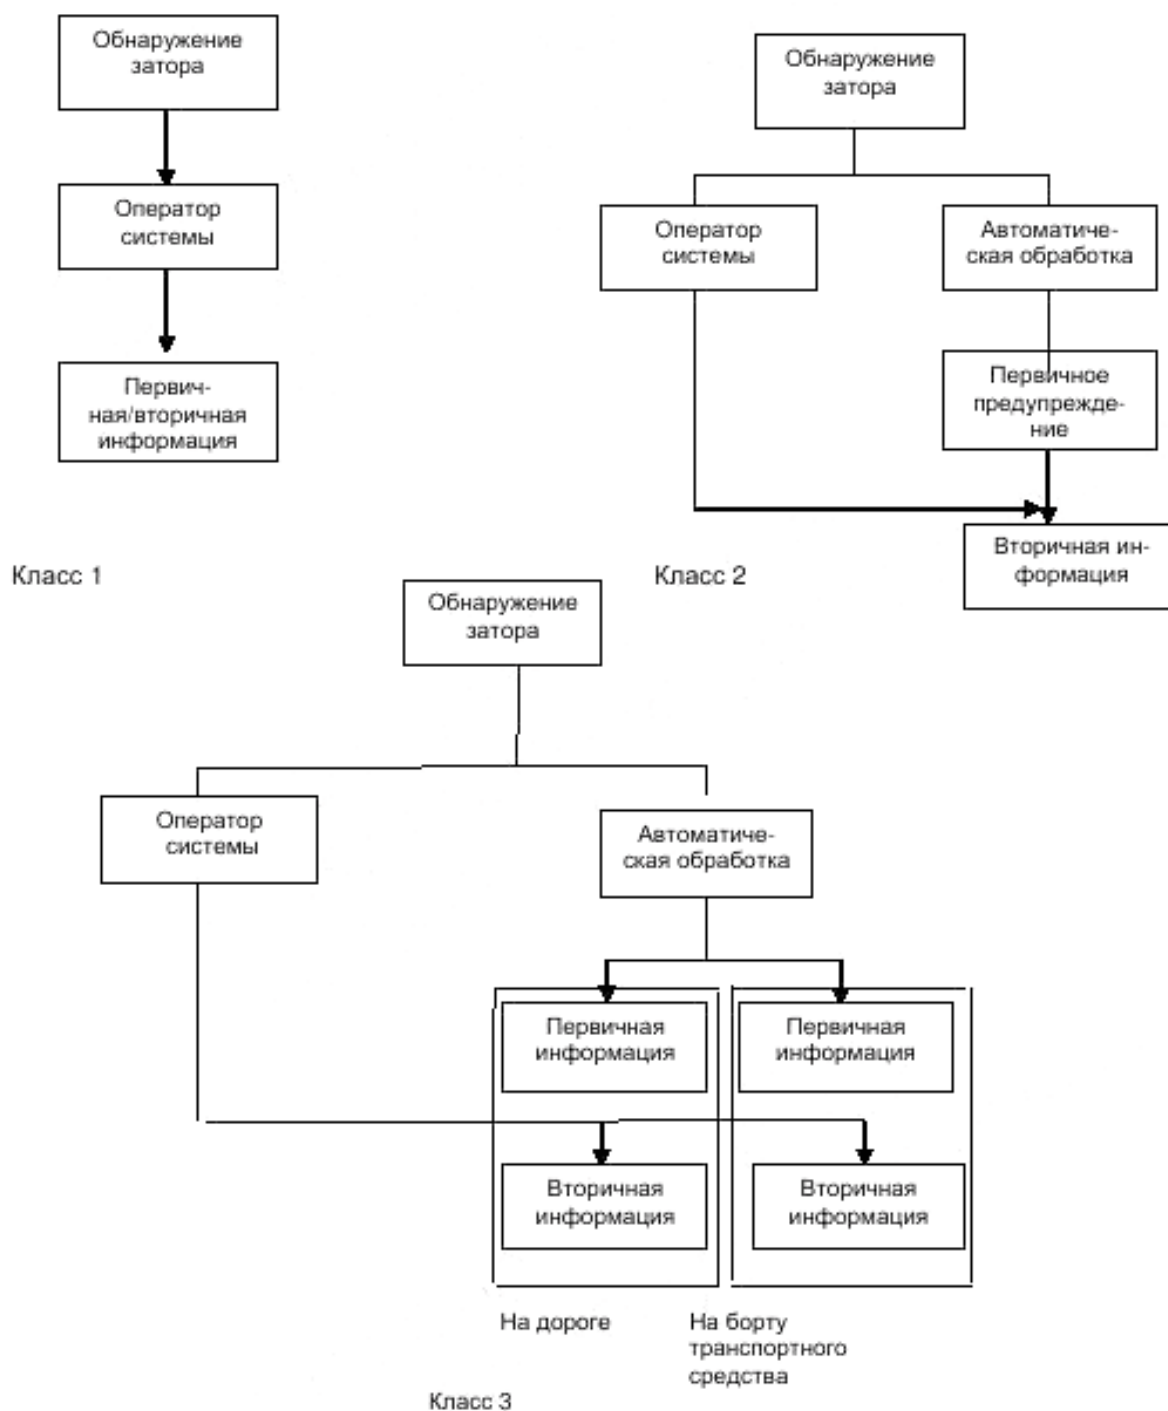 Обнаружение
затора
Оператор
системы
Первич-
ная/вторичная
информация
Класс 1
Обнаружение
затора
Оператор
системы
Автоматиче-
ская обработка
Первичное
предупрежде-
ние
Вторичная ин-
формация
Класс 2
Обнаружение
затора
Оператор
системы
Автоматиче-
ская обработка
Первичная
информация
Первичная
информация
Вторичная
информация
Вторичная
информация
На дороге
На борту
транспортного
средства
Класс 3